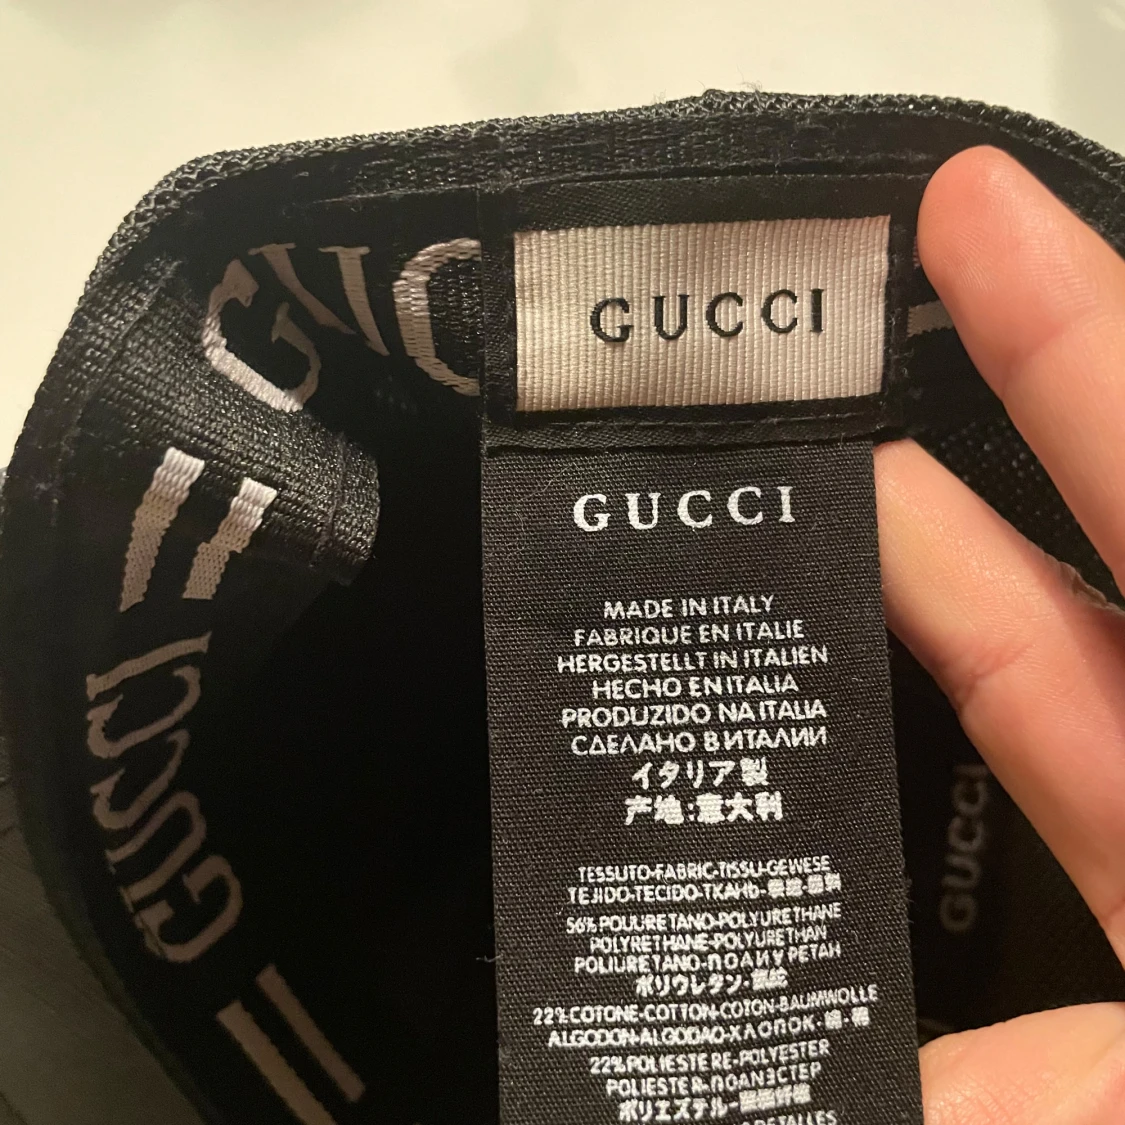 GUCCI
GUCCI
MADE IN ITALY
FABRIQUE EN ITALIE
HERGESTELLT IN ITALIEN
HECHO EN ITALIA
PRODUZIDO NA ITALIA
СДЕЛАНО В ИТАЛИИ
イタリア製
产地:意大利
TESSUTO-FABRIC-TISSU-GEWESE
TEJIDO-TECIDO-ТКАНЬ-
56% POLIURETANO-POLYURETHANE
POLYRETHANE-POLYURETHAN
POLIURETANO-ПОЛИУРЕТАН
ポリウレタン-
22% COTONE-COTTON-COTON-BAUMWOLLE
ALGODON-ALGODAO-ХЛОПОК-棉-
22% POLIESTERE-POLYESTER
POLIESTER-ПОЛИЭСТЕР
ポリエステル-
GUCCI
GUCCI
GUCCI